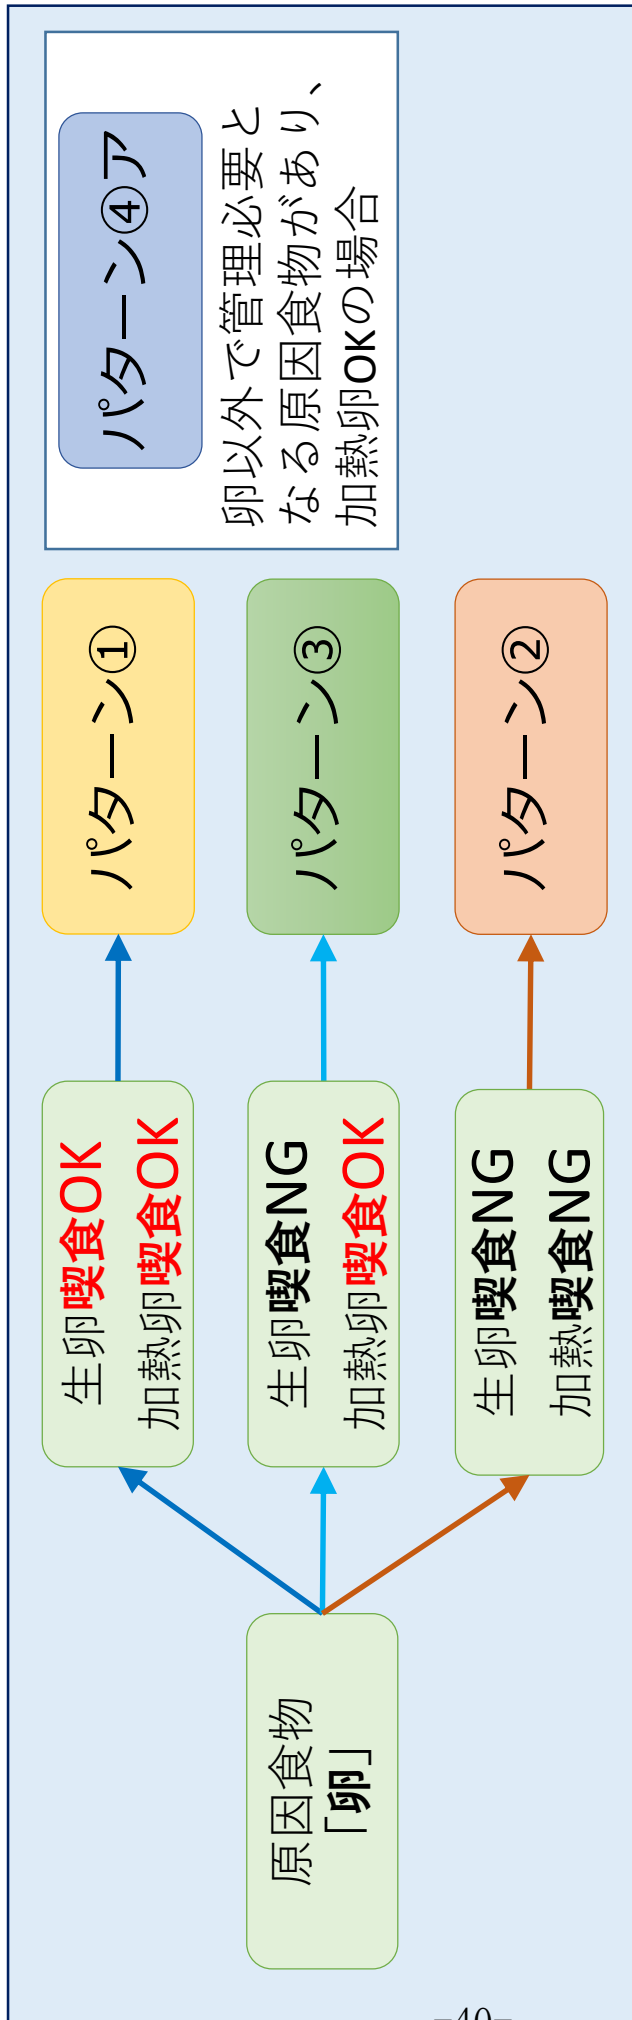 原因食物
「卵」
生卵喫食OK
加熱卵喫食OK
パターン①
生卵喫食NG
加熱卵喫食OK
パターン③
生卵喫食NG
加熱喫食NG
パターン②
パターン④ア
卵以外で管理必要と
なる原因食物があり、
加熱卵OKの場合
-40-